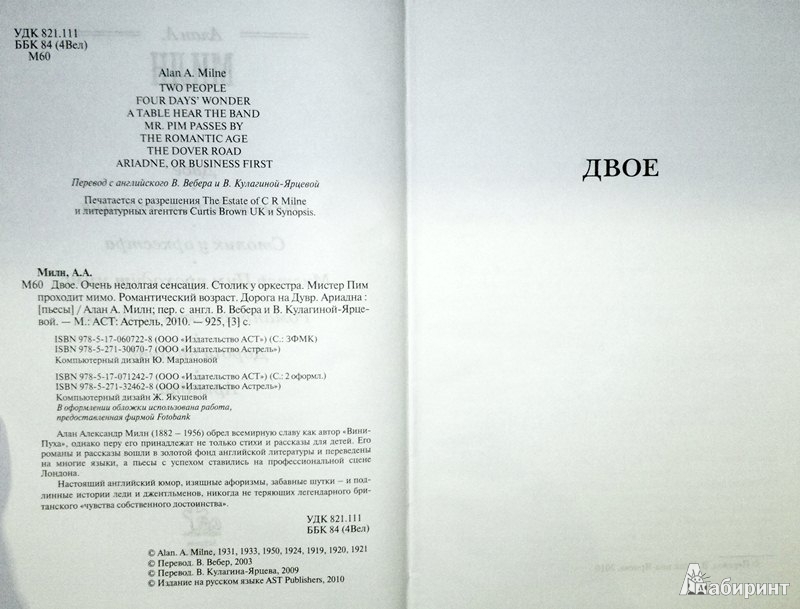 УДК 821.111
ББК 84 (4Вел)
М60
Alan A. Milne
TWO PEOPLE
FOUR DAYS' WONDER
A TABLE HEAR THE BAND
MR. PIM PASSES BY
THE ROMANTIC AGE
THE DOVER ROAD
ARIADNE, OR BUSINESS FIRST
Перевод с английского В. Вебера и В. Кулагиной-Ярцевой
Печатается с разрешения The Estate of C R Milne
и литературных агентств Curtis Brown UK и Synopsis.
Милн, А.А.
М60 Двое. Очень недолгая сенсация. Столик у оркестра. Мистер Пим
проходит мимо. Романтический возраст. Дорога на Дувр. Ариадна :
[пьесы] / Алан А. Милн; пер. с англ. В. Вебера и В. Кулагиной-Ярце-
вой. — М.: АСТ: Астрель, 2010. — 925, [3] с.
ISBN 978-5-17-060722-8 (ООО «Издательство АСТ») (С.: ЗФМК)
ISBN 978-5-271-30070-7 (ООО «Издательство Астрель»)
Компьютерный дизайн Ю. Мардановой
ISBN 978-5-17-071242-7 (ООО «Издательство АСТ») (С.: 2 оформл.)
ISBN 978-5-271-32462-8 (ООО «Издательство Астрель»)
Компьютерный дизайн Ж. Якушевой
В оформлении обложки использована работа,
предоставленная фирмой Fotobank
Алан Александр Милн (1882 – 1956) обрел всемирную славу как автор «Вини-
Пуха», однако перу его принадлежат не только стихи и рассказы для детей. Его
романы и рассказы вошли в золотой фонд английской литературы и переведены
на многие языки, а пьесы с успехом ставились на профессиональной сцене
Лондона.
Настоящий английский юмор, изящные афоризмы, забавные шутки – и под-
линные истории леди и джентльменов, никогда не теряющих легендарного бри-
танского «чувства собственного достоинства».
УДК 821.111
ББК 84 (4Вел)
© Alan. A. Milne, 1931, 1933, 1950, 1924, 1919, 1920, 1921
© Перевод. В. Вебер, 2003
© Перевод. В. Кулагина-Ярцева, 2009
© Издание на русском языке AST Publishers, 2010
ДВОЕ
Лабиринт